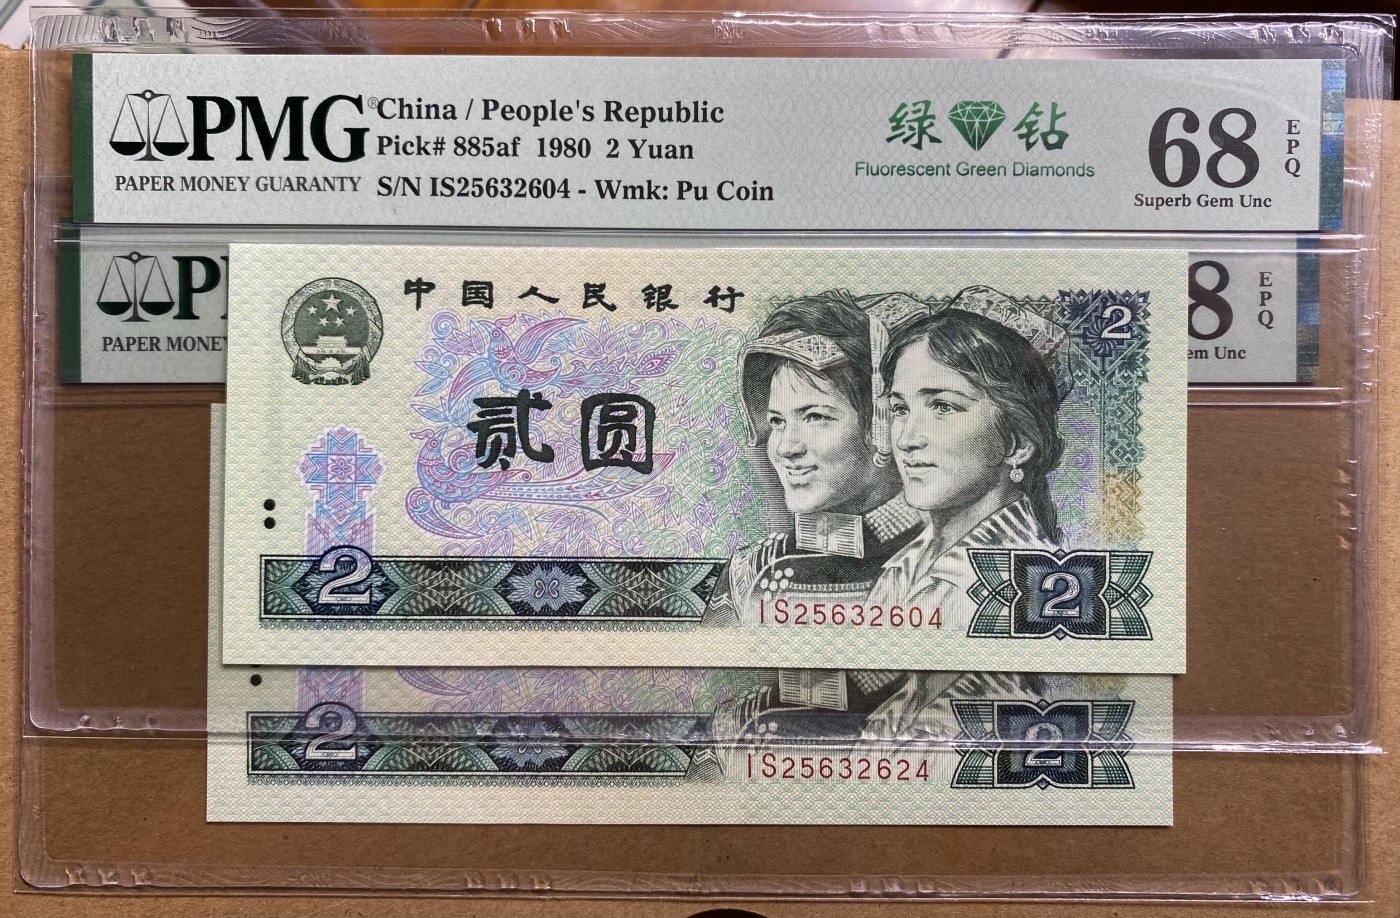 PMG®
PAPER MONEY GUARANTY
China / People's Republic
Pick# 885af 1980 2 Yuan
S/N IS25632604 - Wmk: Pu Coin
绿 钻
Fluorescent Green Diamonds
68
EPQ
Superb Gem Unc
PAPER MONEY
8
EPQ
em Unc
中国人民银行
2
贰圆
2
2
IS25632604
2
2
IS25632624